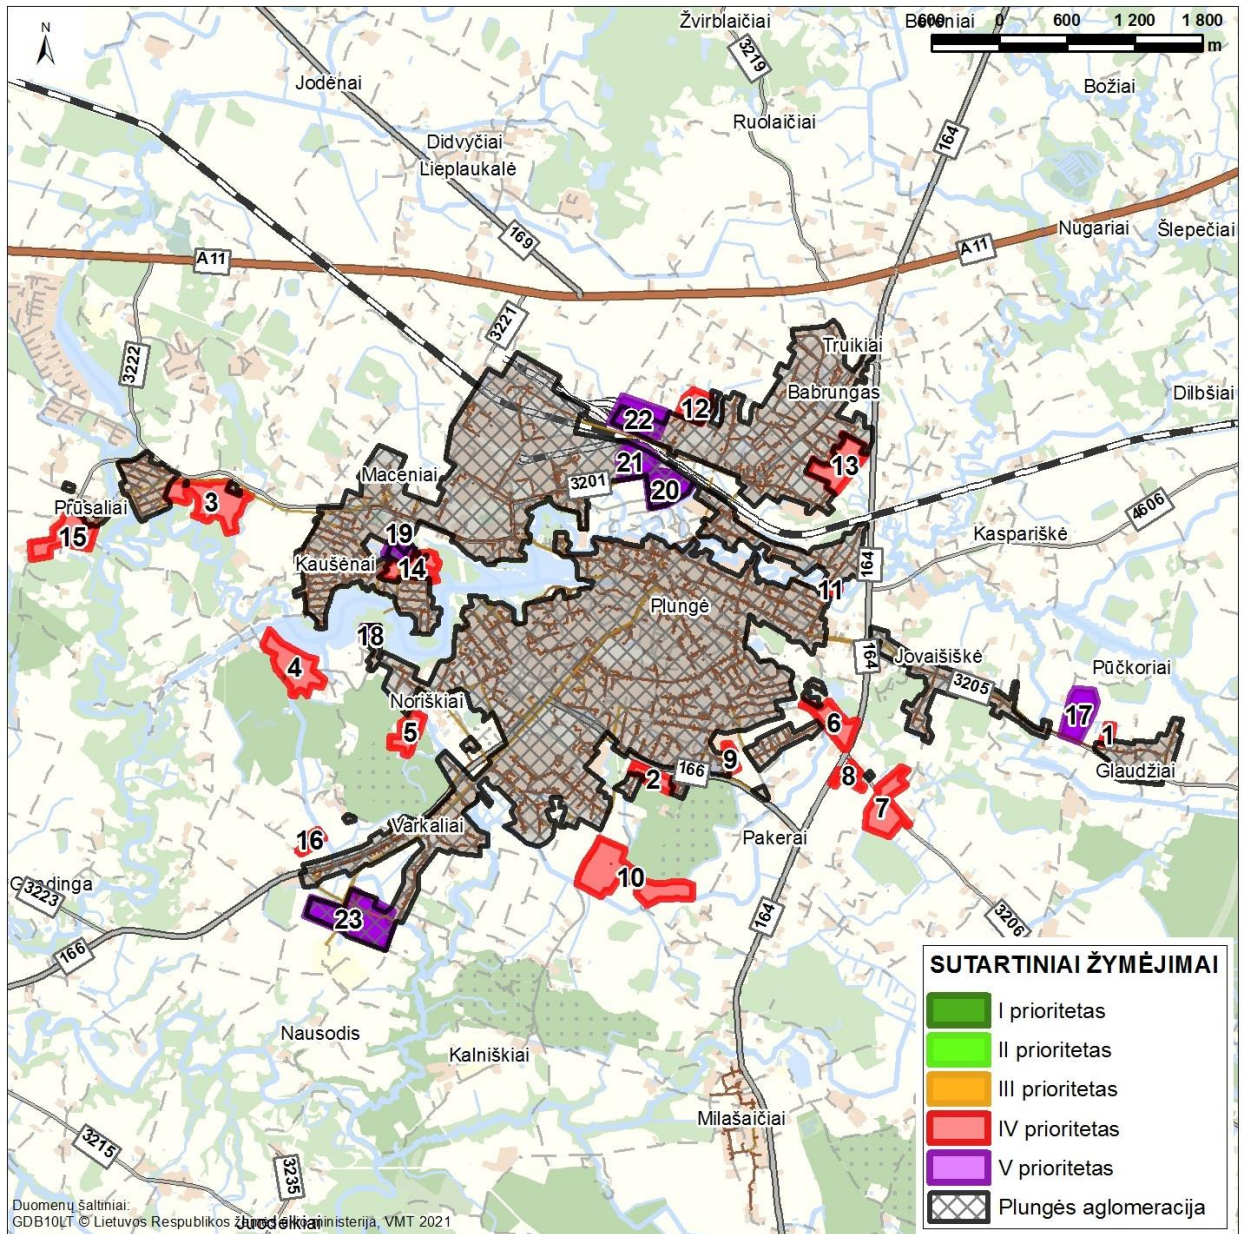 N
Žvirblaičiai
600 0 600 1 200 1 800
m
3219
Jodėnai
Božiai
Ruolaičiai
164
Didvyčiai
Lieplaukalė
169
Nugariai
Šlepečiai
A11
A11
3221
3222
Truikiai
Babrungas
Dilbšiai
22
12
21
13
20
3201
Maceniai
Prūsaliai
3
15
4606
Kaspariškė
19
14
Kaušėnai
164
11
Plungė
18
4
164
Jovaišiškė
Pūčkoriai
3205
Noriškiai
5
6
17
1
Glaudžiai
9
166
2
8
7
Varkaliai
16
Pakerai
10
3223
23
164
3206
166
SUTARTINIAI ŽYMĖJIMAI
I prioritetas
II prioritetas
III prioritetas
IV prioritetas
V prioritetas
Plungės aglomeracija
Nausodis
Kalniškiai
Milašaičiai
3215
3235
Duomenų šaltiniai:
GDB10LT © Lietuvos Respublikos
ministerija, VMT 2021